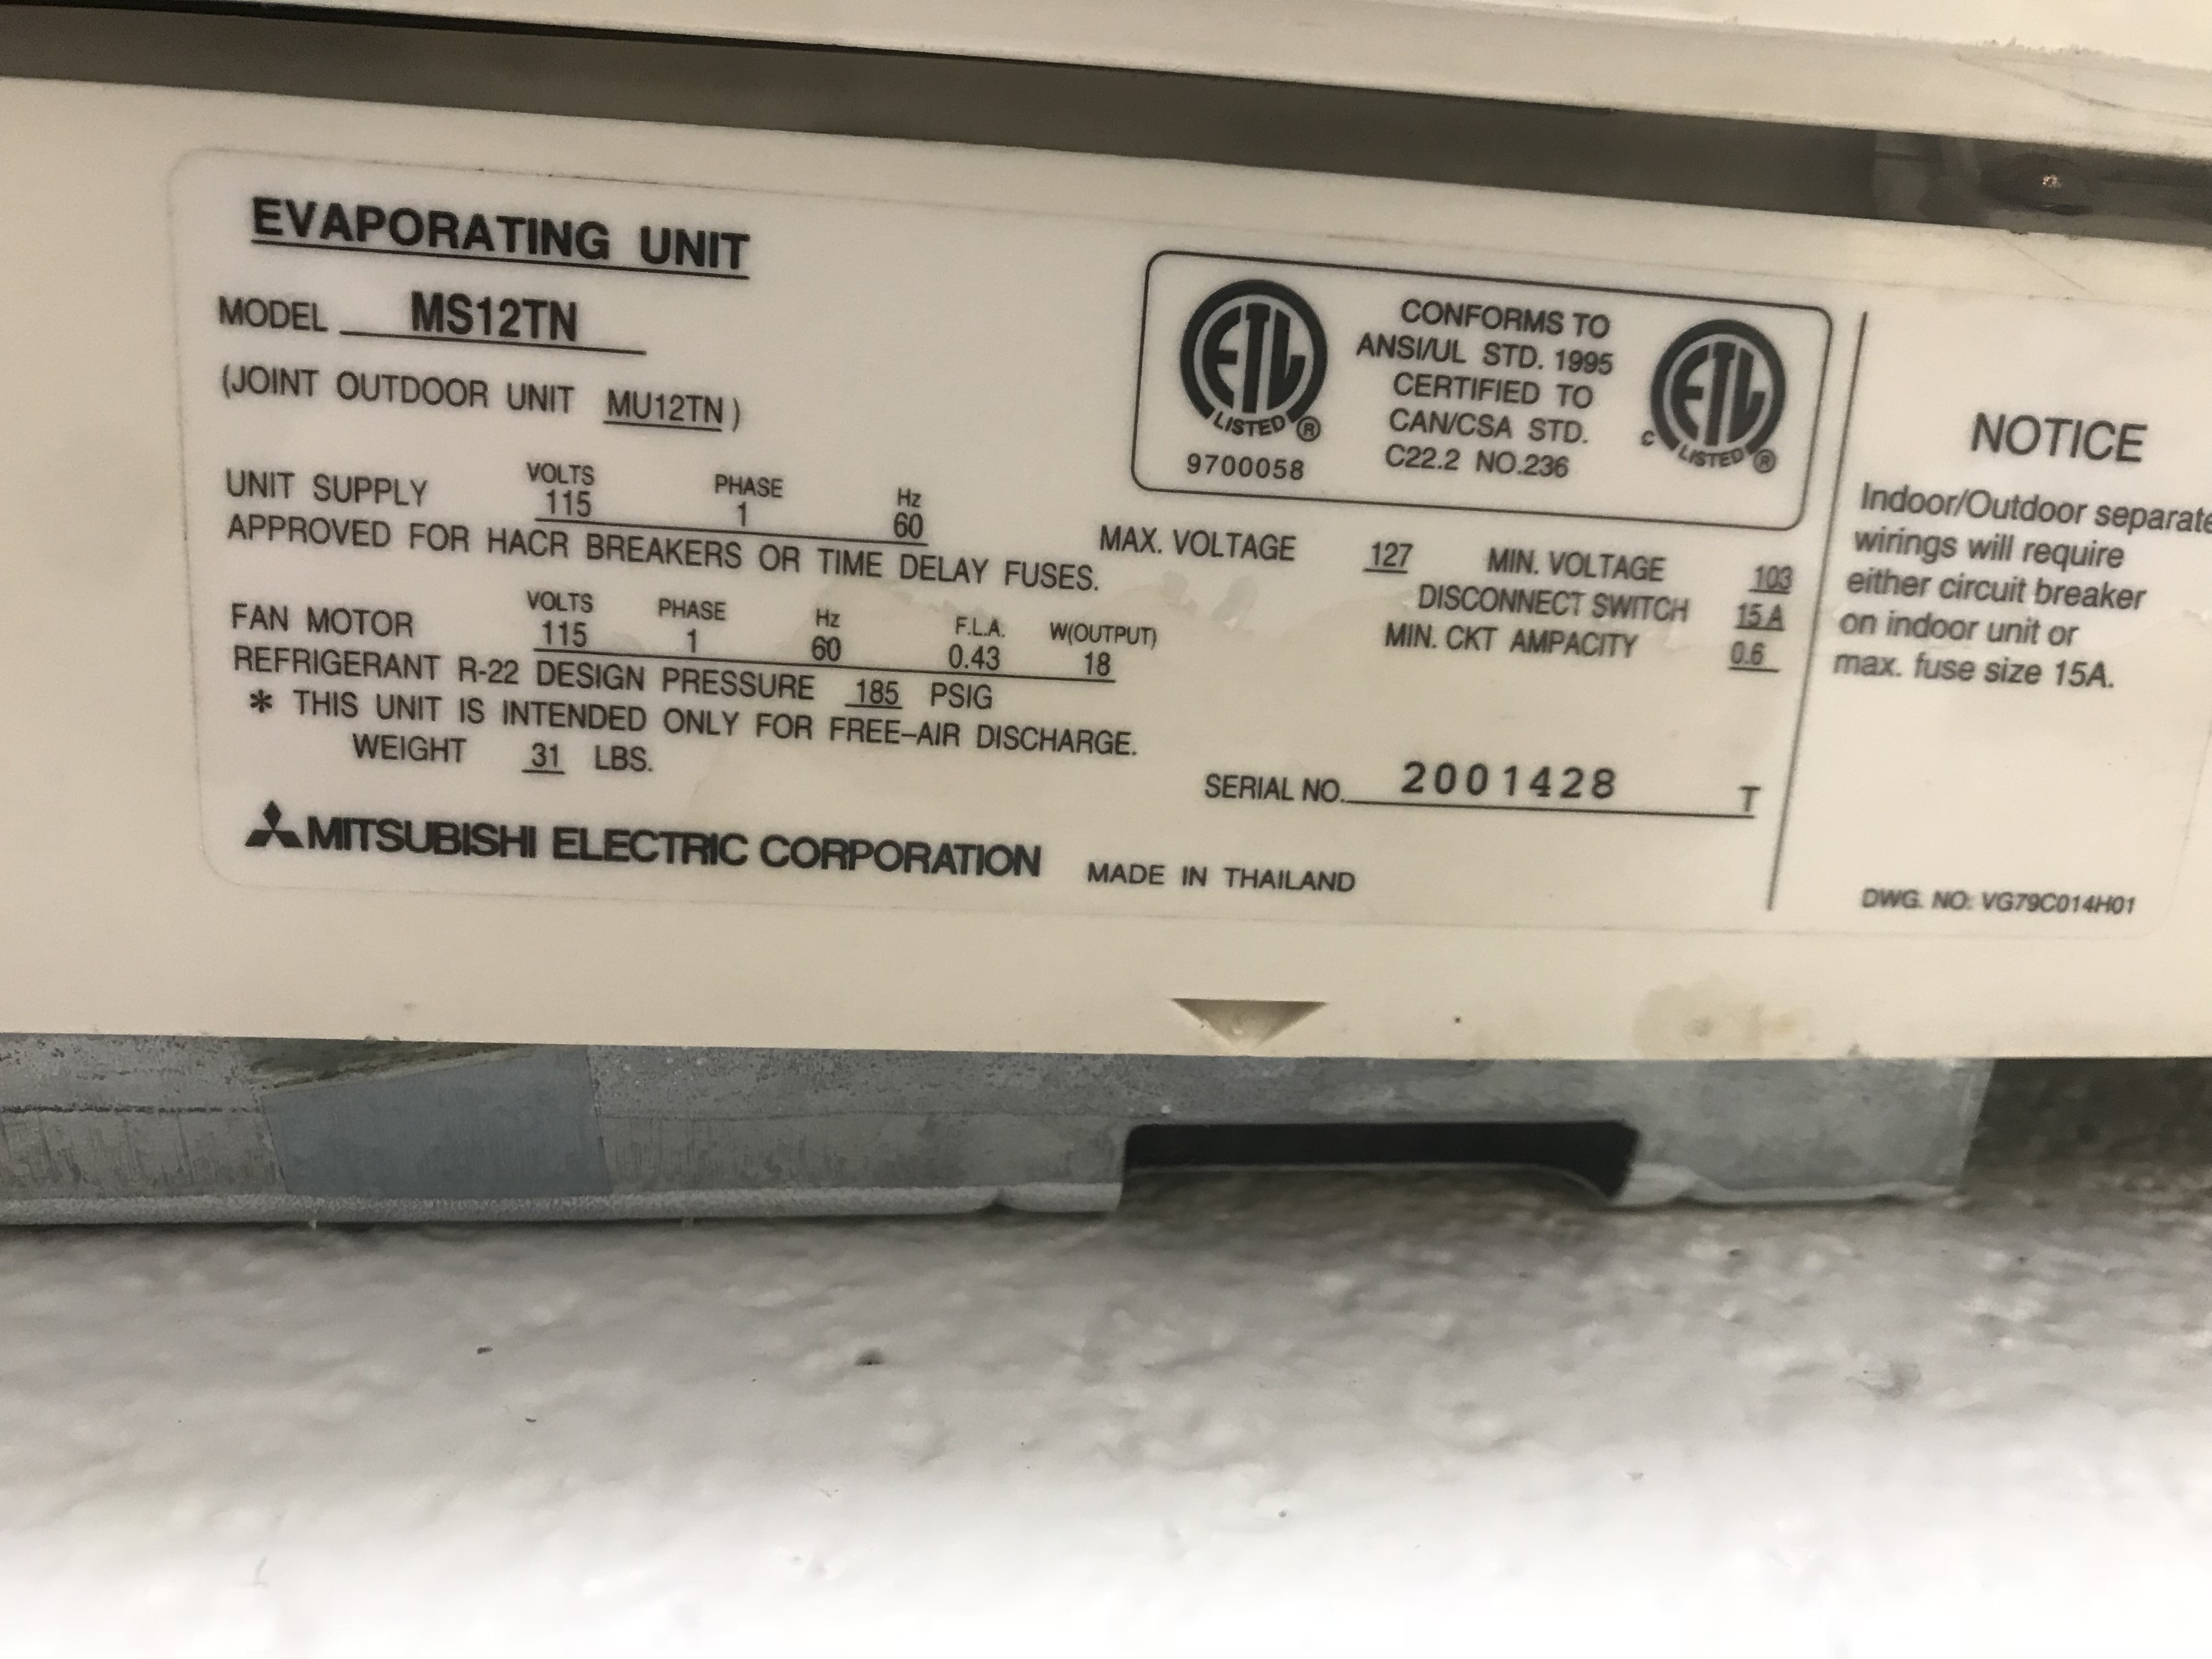 EVAPORATING UNIT
MODEL MS12TN
(JOINT OUTDOOR UNIT MU12TN)
VOLTS PHASE Hz
UNIT SUPPLY 115 1 60
APPROVED FOR HACR BREAKERS OR TIME DELAY FUSES.
VOLTS PHASE Hz F.L.A. W(OUTPUT)
FAN MOTOR 115 1 60 0.43 18
REFRIGERANT R-22 DESIGN PRESSURE 185 PSIG
* THIS UNIT IS INTENDED ONLY FOR FREE-AIR DISCHARGE.
WEIGHT 31 LBS.
MITSUBISHI ELECTRIC CORPORATION MADE IN THAILAND
ETL
LISTED ®
9700058
CONFORMS TO
ANSI/UL STD. 1995
CERTIFIED TO
CAN/CSA STD.
C22.2 NO.236
ETL
C LISTED ®
MAX. VOLTAGE 127 MIN. VOLTAGE 103
DISCONNECT SWITCH 15 A
MIN. CKT AMPACITY 0.6
SERIAL NO. 2001428 T
NOTICE
Indoor/Outdoor separate
wirings will require
either circuit breaker
on indoor unit or
max. fuse size 15A.
DWG. NO: VG79C014H01